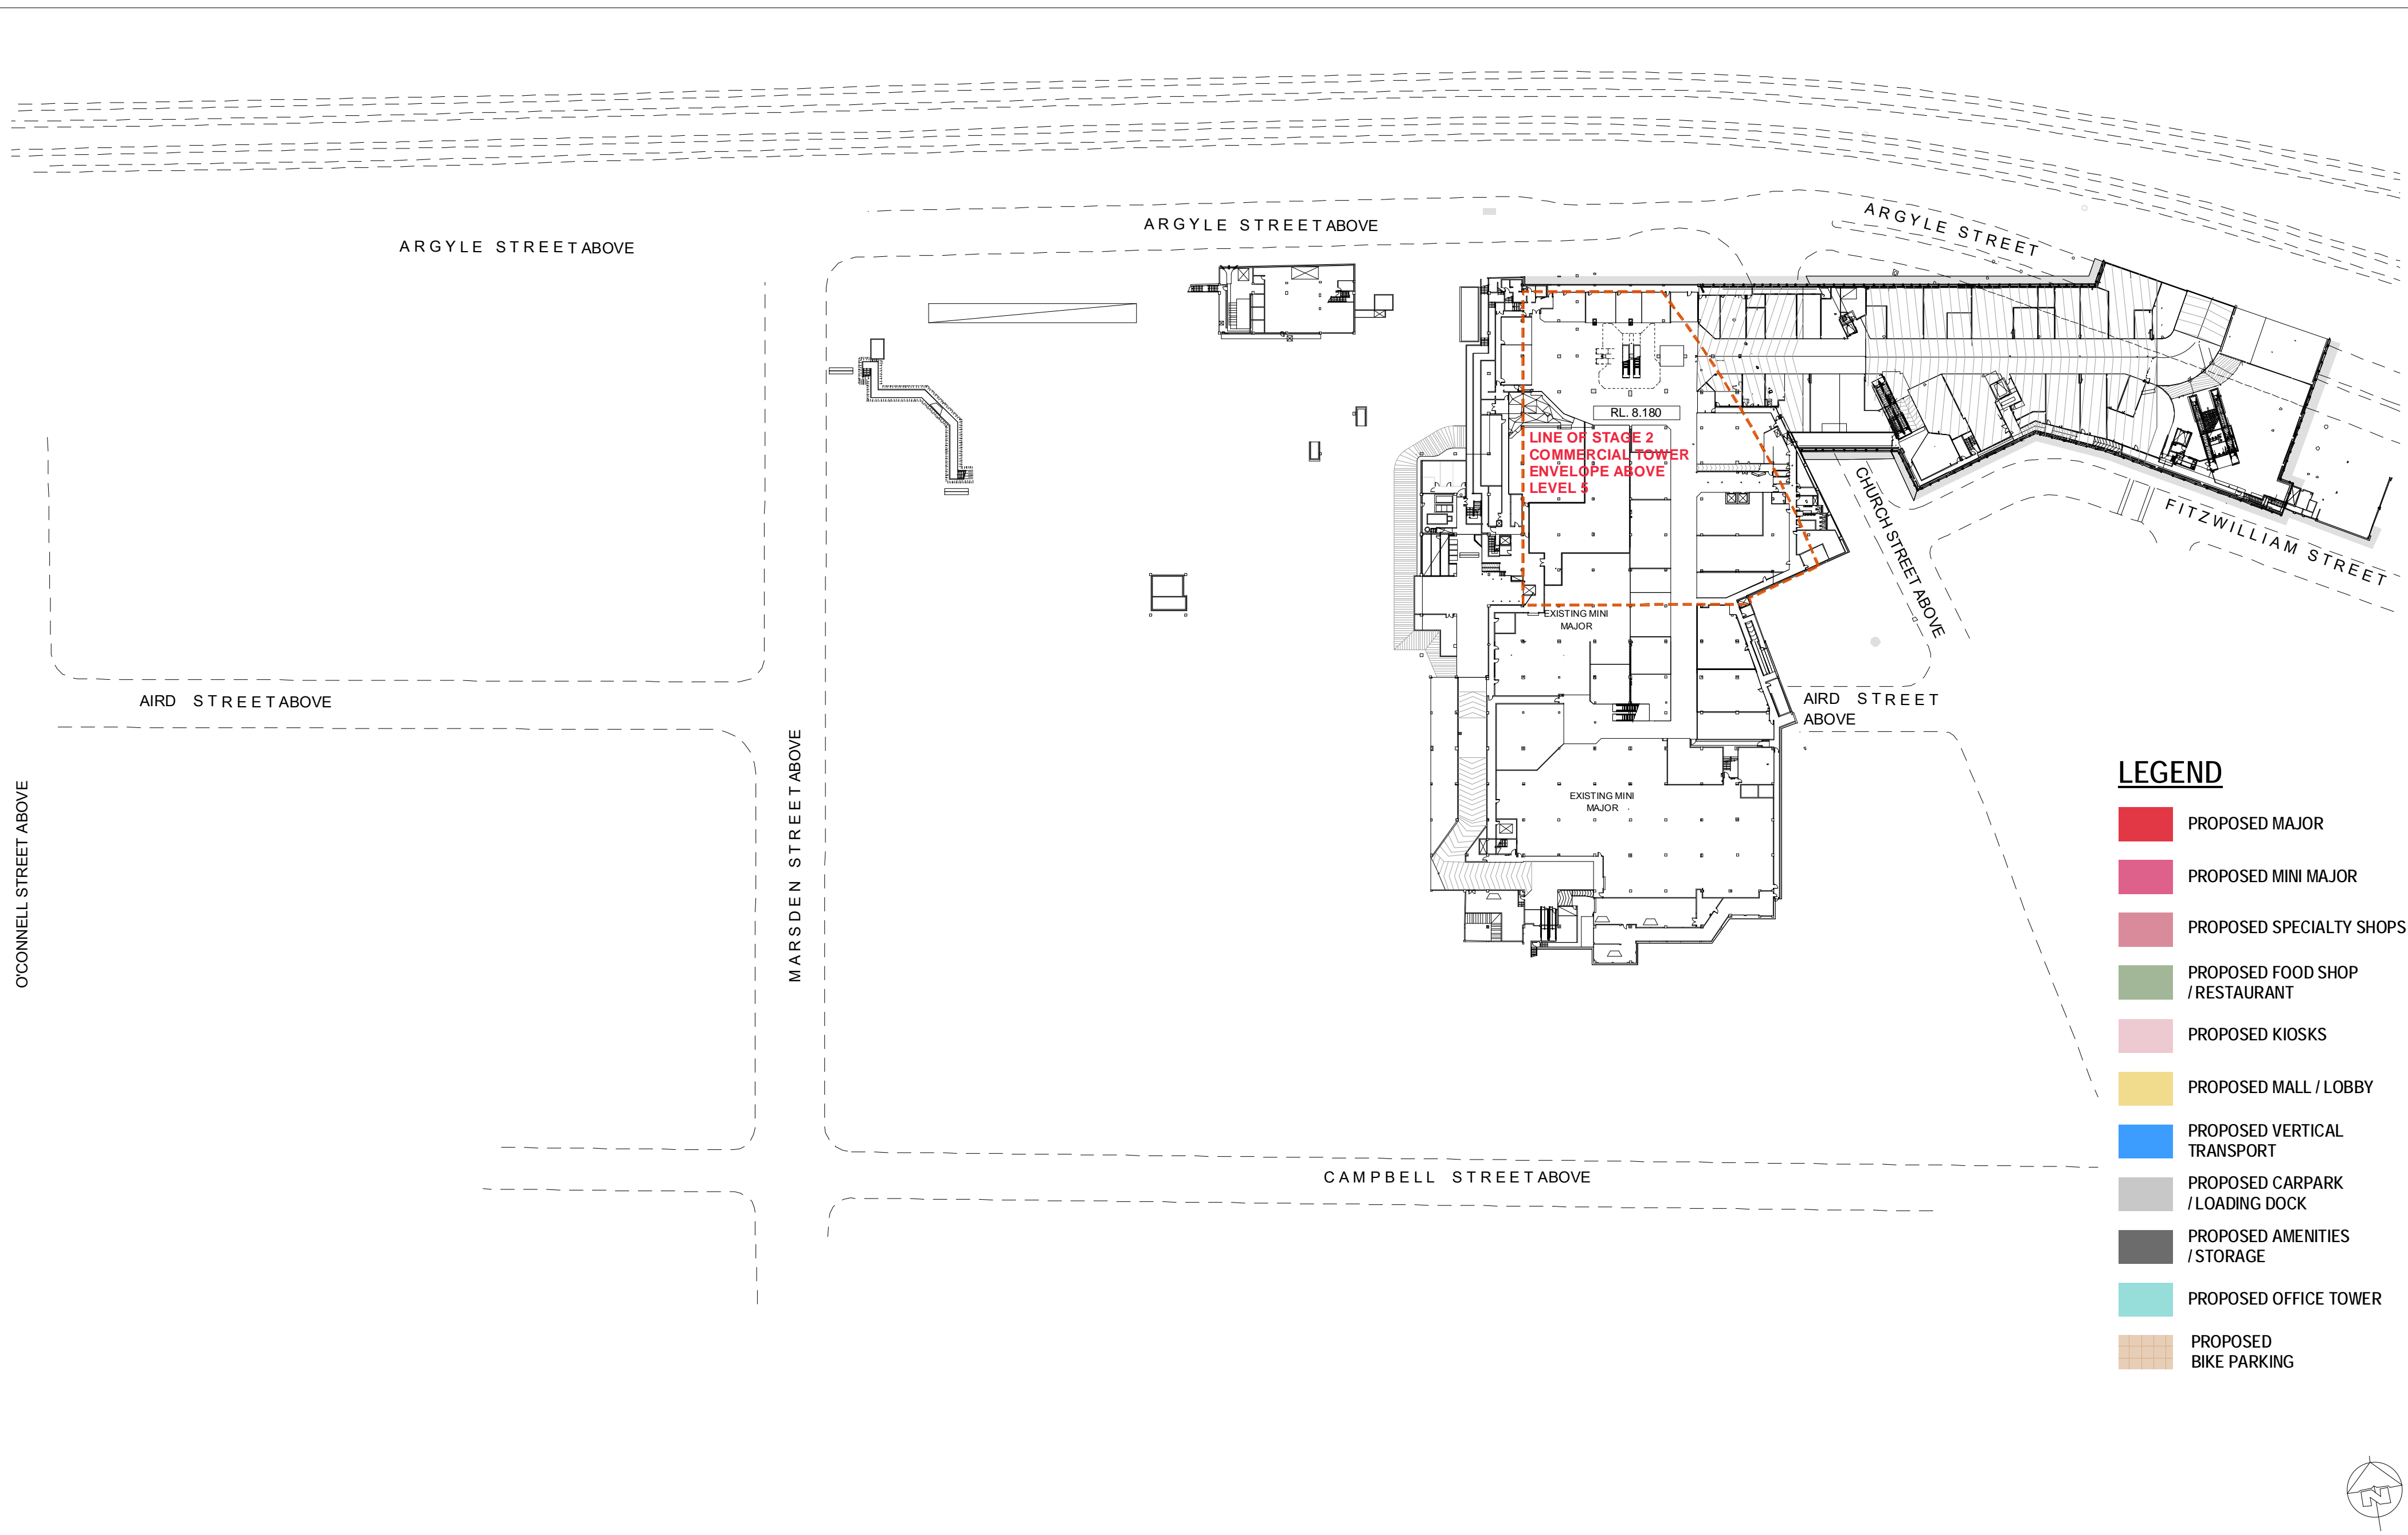 ARGYLE STREET ABOVE
ARGYLE STREET ABOVE
ARGYLE STREET
RL. 8.180
LINE OF STAGE 2
COMMERCIAL TOWER
ENVELOPE ABOVE
LEVEL 5
CHURCH STREET ABOVE
FITZWILLIAM STREET
EXISTING MINI
MAJOR
AIRD STREET ABOVE
AIRD STREET
ABOVE
O'CONNELL STREET ABOVE
MARSDEN STREET ABOVE
EXISTING MINI
MAJOR
CAMPBELL STREET ABOVE
LEGEND
PROPOSED MAJOR
PROPOSED MINI MAJOR
PROPOSED SPECIALTY SHOPS
PROPOSED FOOD SHOP
/ RESTAURANT
PROPOSED KIOSKS
PROPOSED MALL / LOBBY
PROPOSED VERTICAL
TRANSPORT
PROPOSED CARPARK
/ LOADING DOCK
PROPOSED AMENITIES
/ STORAGE
PROPOSED OFFICE TOWER
PROPOSED
BIKE PARKING
N